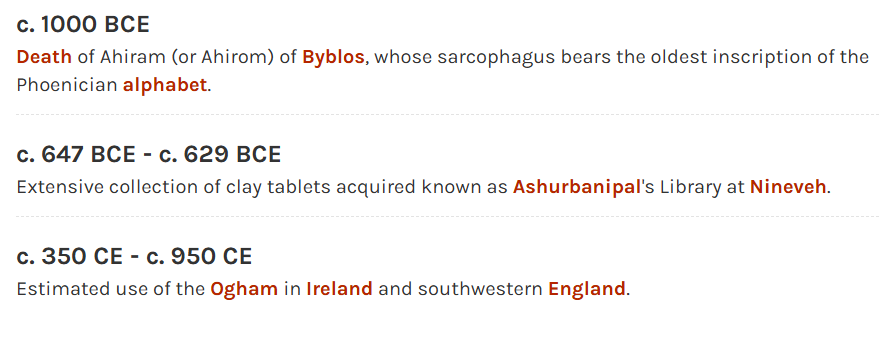 c. 1000 BCE
Death of Ahiram (or Ahirom) of Byblos, whose sarcophagus bears the oldest inscription of the
Phoenician alphabet.
c. 647 BCE - c. 629 BCE
Extensive collection of clay tablets acquired known as Ashurbanipal's Library at Nineveh.
c. 350 CE - c. 950 CE
Estimated use of the Ogham in Ireland and southwestern England.